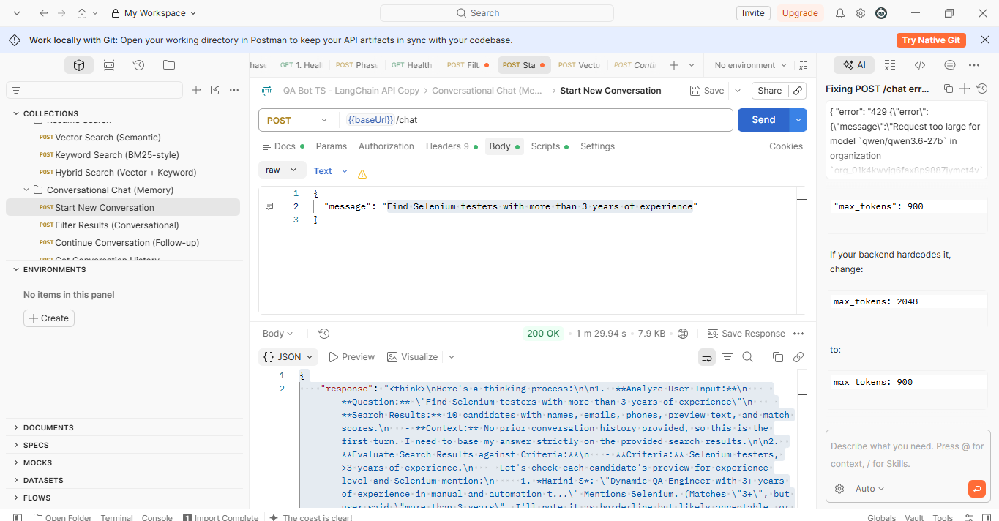 My Workspace
Search
Invite
Upgrade
Work locally with Git: Open your working directory in Postman to keep your API artifacts in sync with your codebase.
Try Native Git
GET 1. Heal
POST Phas
GET Health
POST Filt
POST Sta
POST Vecto
POST Conti
No environment
AI
QA Bot TS - LangChain API Copy
Conversational Chat (Me...
Start New Conversation
Save
Share
Fixing POST /chat err...
COLLECTIONS
POST Vector Search (Semantic)
POST Keyword Search (BM25-style)
POST Hybrid Search (Vector + Keyword)
Conversational Chat (Memory)
POST Start New Conversation
POST Filter Results (Conversational)
POST Continue Conversation (Follow-up)
ENVIRONMENTS
No items in this panel
Create
DOCUMENTS
SPECS
MOCKS
DATASETS
FLOWS
POST
{{baseUrl}} /chat
Send
Docs
Params
Authorization
Headers 9
Body
Scripts
Settings
Cookies
raw
Text
1 {
2 "message": "Find Selenium testers with more than 3 years of experience"
3 }
Body
200 OK
1 m 29.94 s
7.9 KB
Save Response
{} JSON
Preview
Visualize
1 {
2 "response": "<think>\nHere's a thinking process:\n\n1. **Analyze User Input:**\n -
**Question:** \"Find Selenium testers with more than 3 years of experience\"\n -
**Search Results:** 10 candidates with names, emails, phones, preview text, and match
scores.\n - **Context:** No prior conversation history provided, so this is the
first turn. I need to base my answer strictly on the provided search results.\n\n2.
**Evaluate Search Results against Criteria:**\n - **Criteria:** Selenium testers,
>3 years of experience.\n - Let's check each candidate's preview for experience
level and Selenium mention:\n 1. *Harini S*: \"Dynamic QA Engineer with 3+ years
of experience in manual and automation t...\" Mentions Selenium. (Matches \"3+\", but
user said \"more than 3 years\". I'll note it as borderline but likely acceptable, or
{ "error": "429 {\"error\":
{\"message\":\"Request too large for
model `qwen/qwen3.6-27b` in
organization
"max_tokens": 900
If your backend hardcodes it,
change:
max_tokens: 2048
to:
max_tokens: 900
Describe what you need. Press @ for
context, / for Skills.
Auto
Open Folder
Terminal
Console
1 Import Complete
The coast is clear!
Globals
Vault
Tools